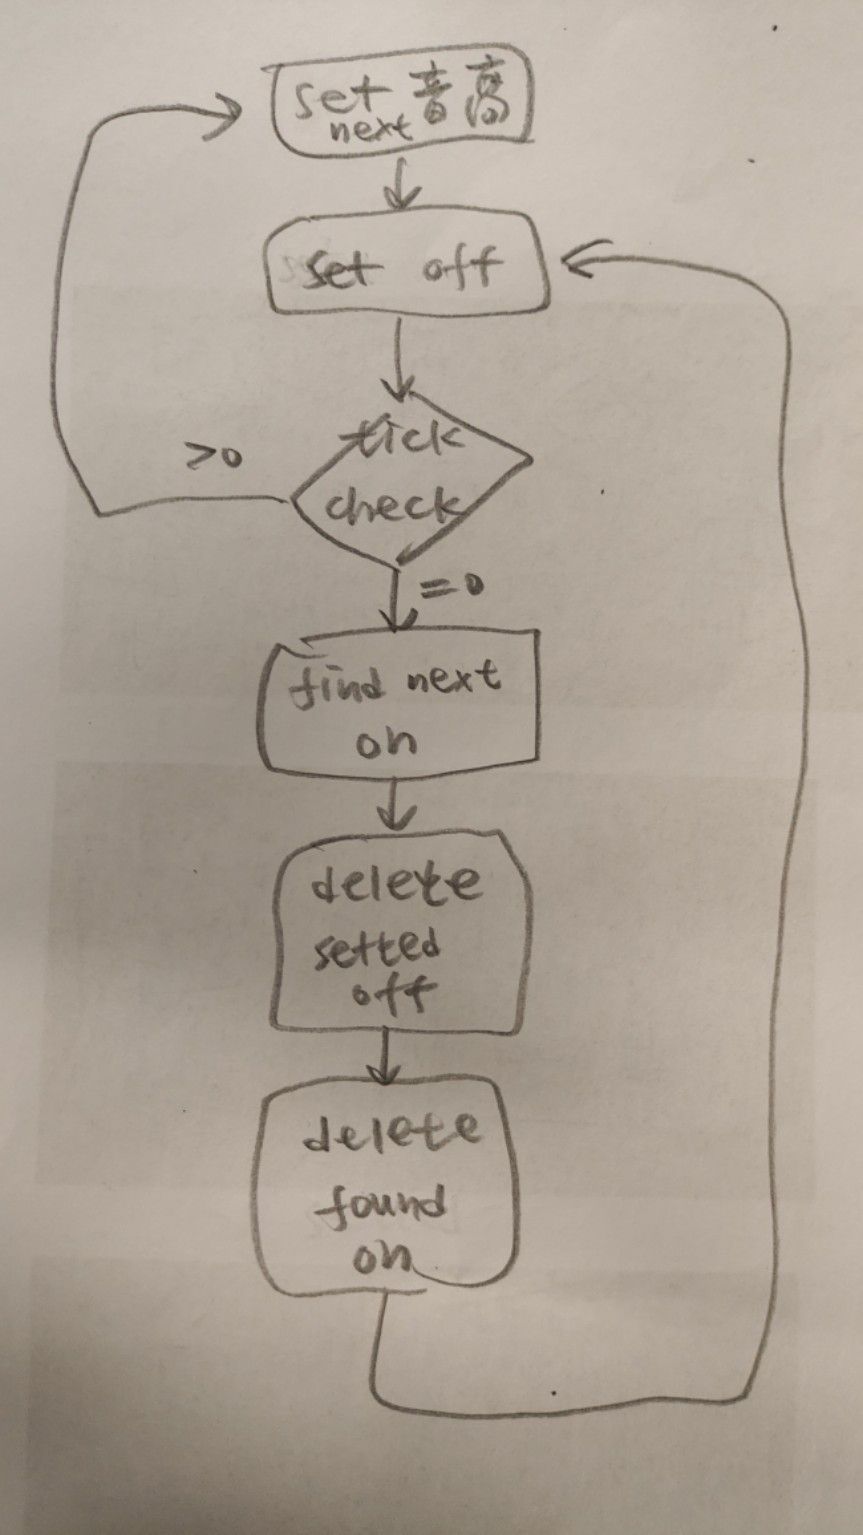 set 音高
next
set off
tick
check
>0
=0
find next
on
delete
setted
off
delete
found
on